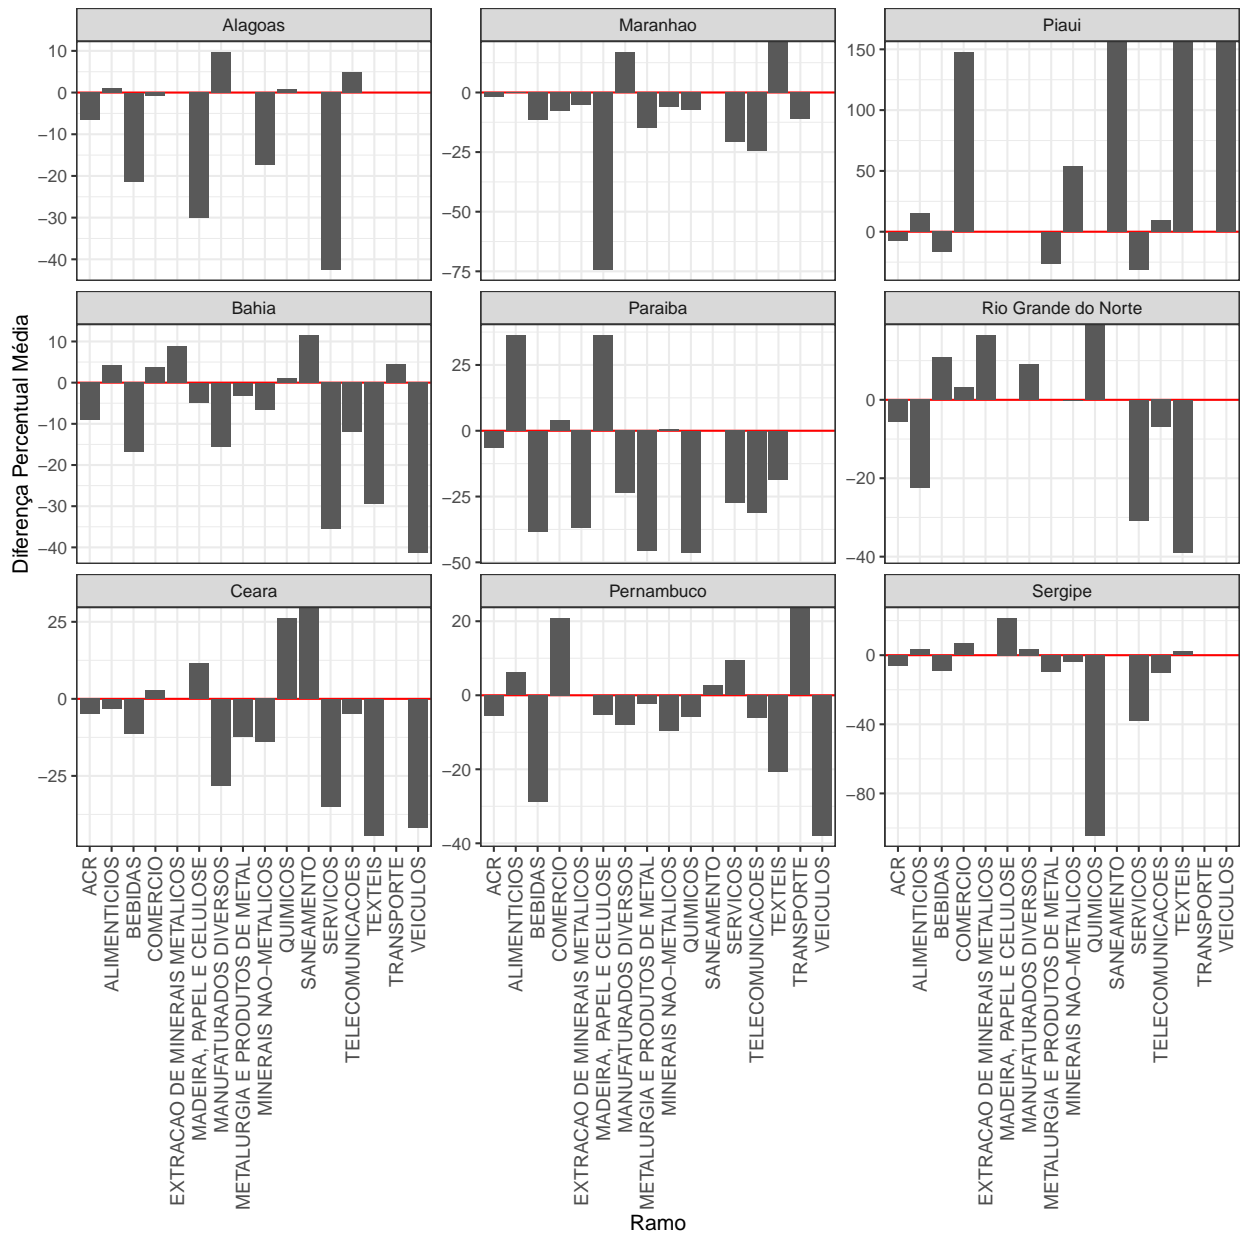 Alagoas
Maranhao
Piaui
10
0
−10
−20
−30
−40
0
−25
−50
−75
150
100
50
0
Bahia
Paraiba
Rio Grande do Norte
10
0
−10
−20
−30
−40
25
0
−25
−50
0
−20
−40
Ceara
Pernambuco
Sergipe
25
0
−25
20
0
−20
−40
0
−40
−80
Diferença Percentual Média
ACR
ALIMENTICIOS
BEBIDAS
COMERCIO
EXTRACAO DE MINERAIS METALICOS
MADEIRA, PAPEL E CELULOSE
MANUFATURADOS DIVERSOS
METALURGIA E PRODUTOS DE METAL
MINERAIS NAO−METALICOS
QUIMICOS
SANEAMENTO
SERVICOS
TELECOMUNICACOES
TEXTEIS
TRANSPORTE
VEICULOS
ACR
ALIMENTICIOS
BEBIDAS
COMERCIO
EXTRACAO DE MINERAIS METALICOS
MADEIRA, PAPEL E CELULOSE
MANUFATURADOS DIVERSOS
METALURGIA E PRODUTOS DE METAL
MINERAIS NAO−METALICOS
QUIMICOS
SANEAMENTO
SERVICOS
TELECOMUNICACOES
TEXTEIS
TRANSPORTE
VEICULOS
ACR
ALIMENTICIOS
BEBIDAS
COMERCIO
EXTRACAO DE MINERAIS METALICOS
MADEIRA, PAPEL E CELULOSE
MANUFATURADOS DIVERSOS
METALURGIA E PRODUTOS DE METAL
MINERAIS NAO−METALICOS
QUIMICOS
SANEAMENTO
SERVICOS
TELECOMUNICACOES
TEXTEIS
TRANSPORTE
VEICULOS
Ramo